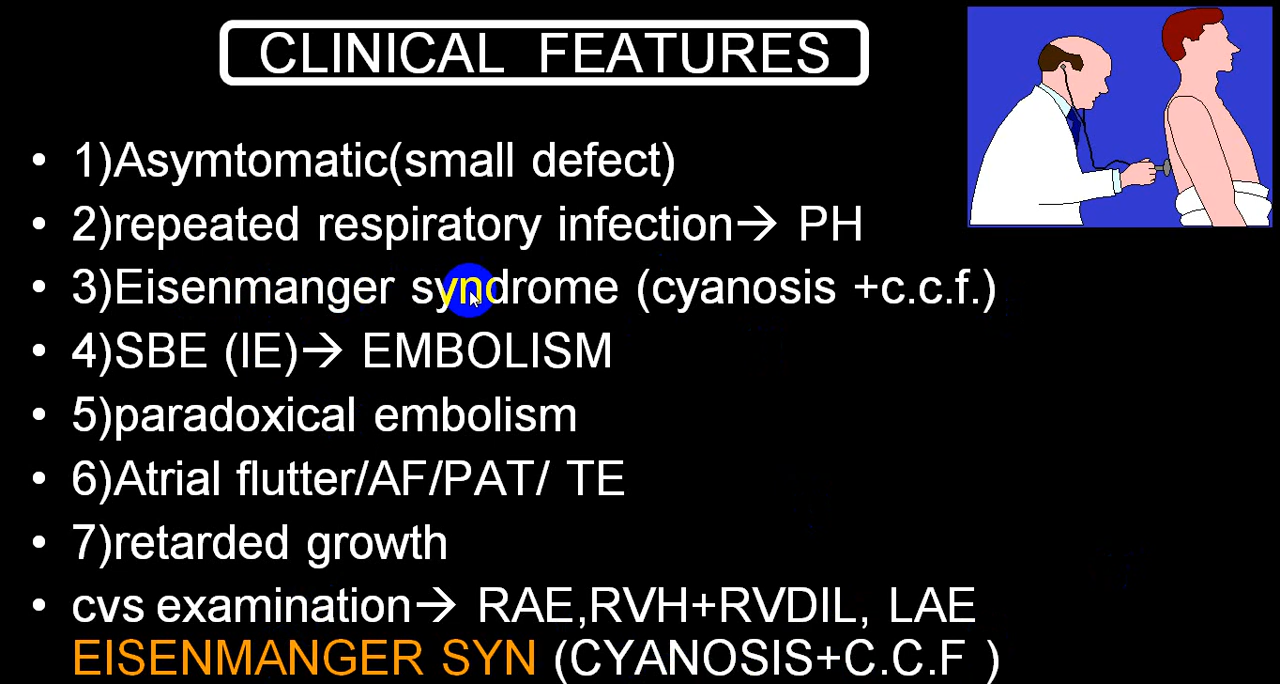 CLINICAL FEATURES
• 1)Asymtomatic(small defect)
• 2)repeated respiratory infection→ PH
• 3)Eisenmanger syndrome (cyanosis +c.c.f.)
• 4)SBE (IE)→ EMBOLISM
• 5)paradoxical embolism
• 6)Atrial flutter/AF/PAT/ TE
• 7)retarded growth
• cvs examination→ RAE,RVH+RVDIL, LAE
EISENMANGER SYN (CYANOSIS+C.C.F )